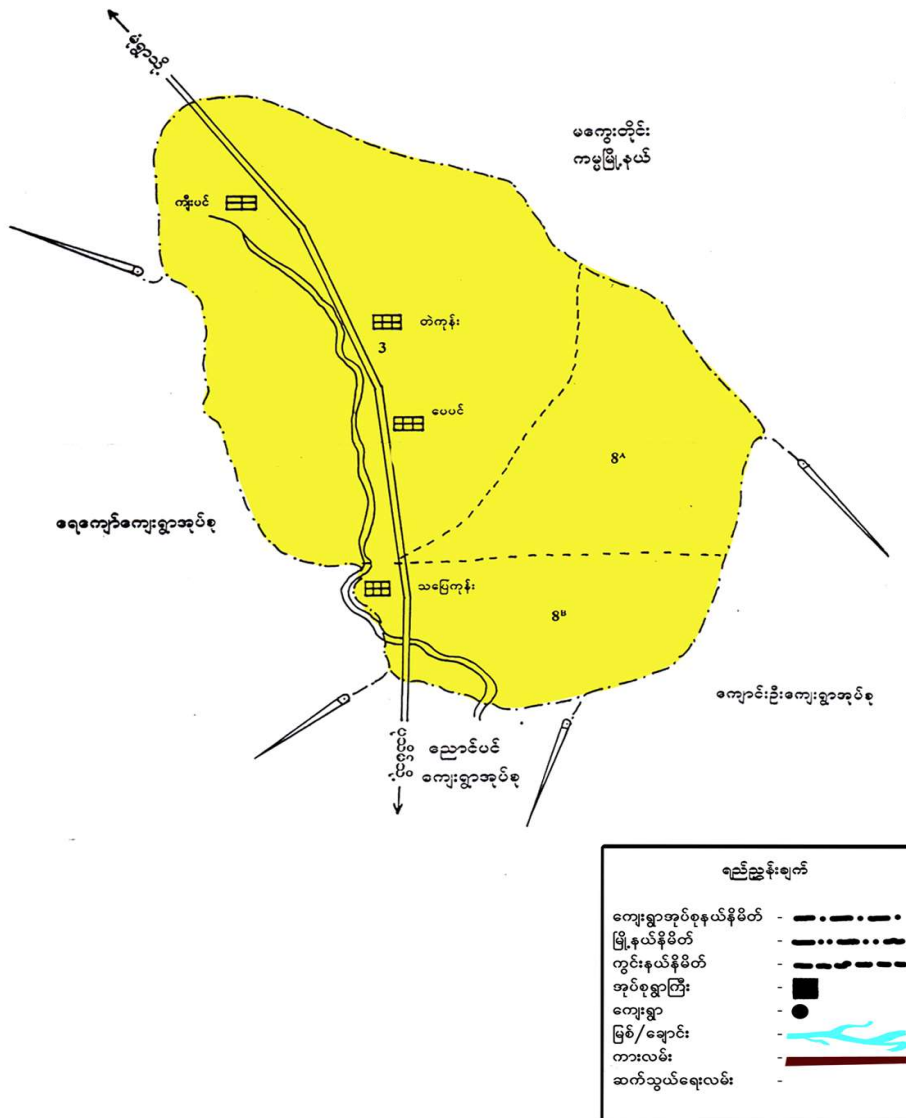 မုံရွာသို့
မကွေးတိုင်း
ကမ္မမြို့နယ်
ကျီးပင်
တဲကုန်း
3
ပေပင်
8ᴬ
ရေကျော်ကျေးရွာအုပ်စု
သပြေကုန်း
8ᴮ
ကျောင်းဦးကျေးရွာအုပ်စု
ညောင်ပင်
ကျေးရွာအုပ်စု
ရည်ညွှန်းချက်
ကျေးရွာအုပ်စုနယ်နိမိတ် -
မြို့နယ်နိမိတ် -
ကွင်းနယ်နိမိတ် -
အုပ်စုရွာကြီး -
ကျေးရွာ -
မြစ်/ချောင်း -
ကားလမ်း -
ဆက်သွယ်ရေးလမ်း -